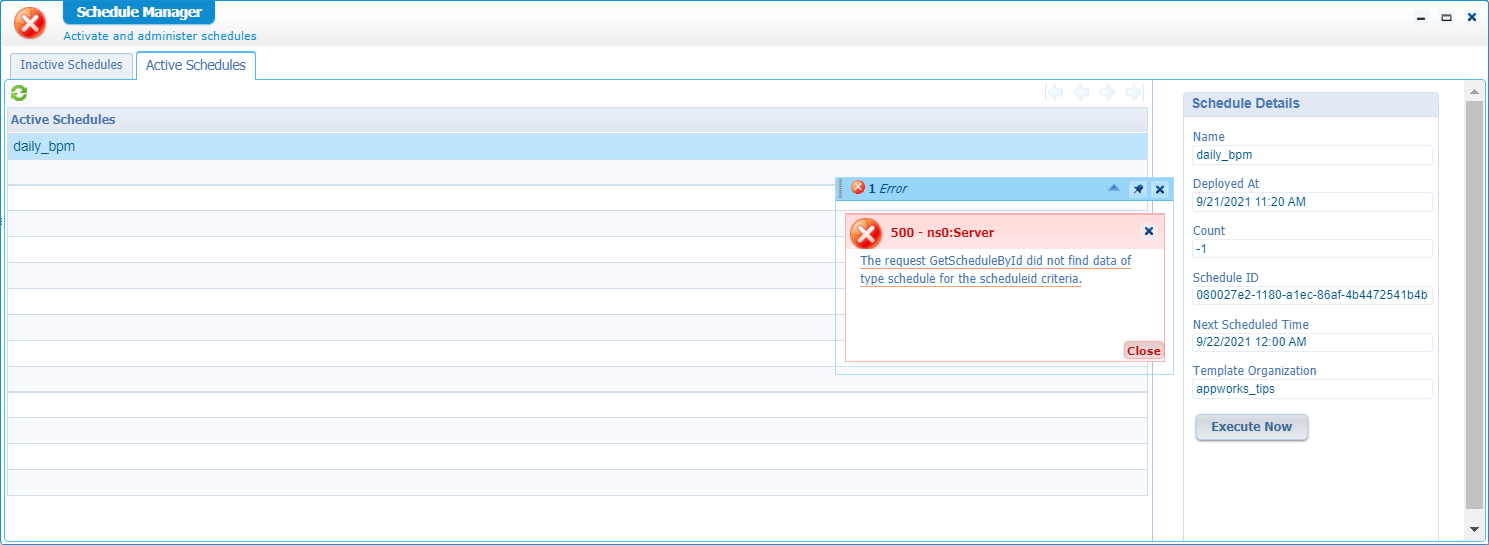 Schedule Manager
Activate and administer schedules
Inactive Schedules
Active Schedules
Active Schedules
daily_bpm
1 Error
500 - ns0:Server
The request GetScheduleById did not find data of
type schedule for the scheduleid criteria.
Close
Schedule Details
Name
daily_bpm
Deployed At
9/21/2021 11:20 AM
Count
-1
Schedule ID
080027e2-1180-a1ec-86af-4b4472541b4b
Next Scheduled Time
9/22/2021 12:00 AM
Template Organization
appworks_tips
Execute Now